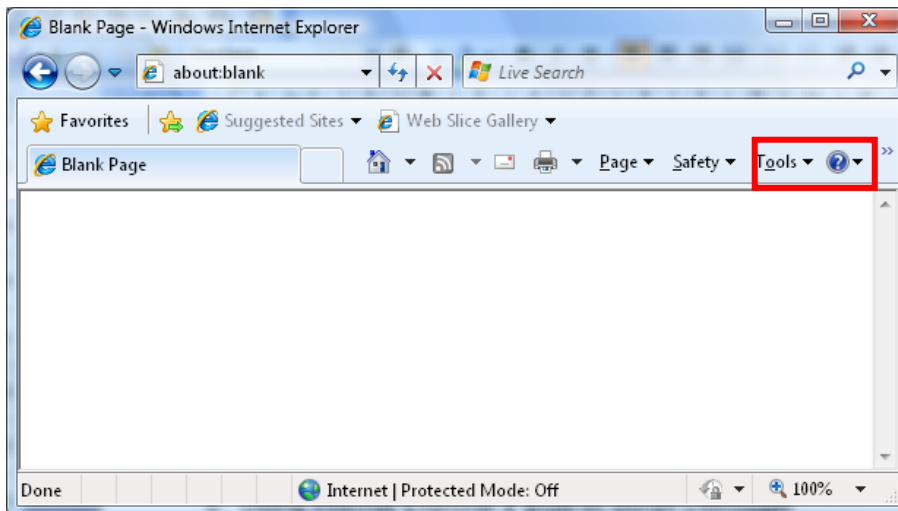 Blank Page - Windows Internet Explorer
about:blank Live Search
Favorites Suggested Sites Web Slice Gallery
Blank Page Page Safety Tools
Done Internet | Protected Mode: Off 100%